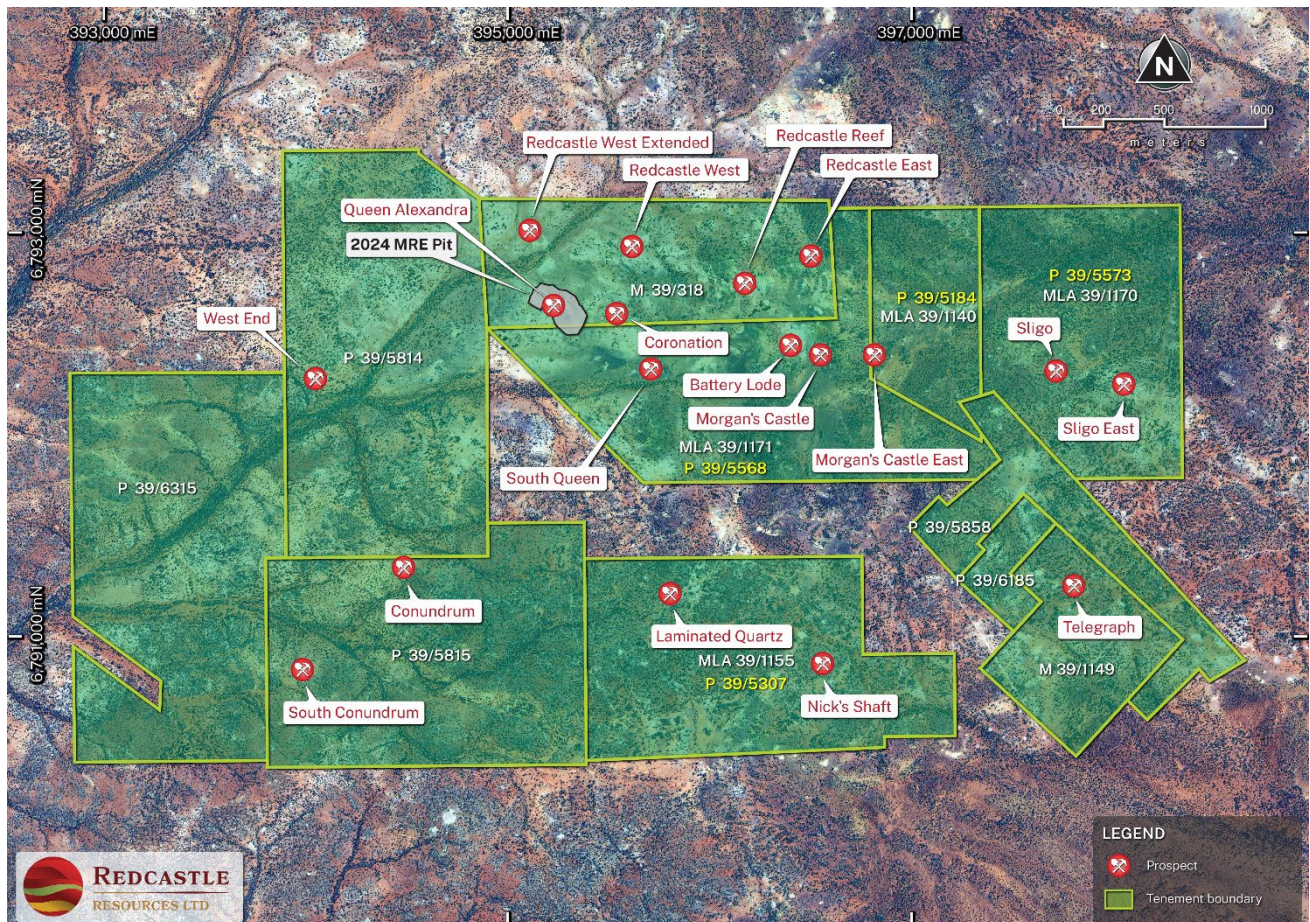 393,000 mE
395,000 mE
397,000 mE
N
0 200 500 1000
meters
6,793,000 mN
6,791,000 mN
Redcastle West Extended
Redcastle Reef
Redcastle West
Redcastle East
Queen Alexandra
2024 MRE Pit
M 39/318
P 39/5573
MLA 39/1170
P 39/5184
MLA 39/1140
West End
P 39/5814
Coronation
Sligo
Battery Lode
Morgan's Castle
Sligo East
MLA 39/1171
P 39/5568
Morgan's Castle East
South Queen
P 39/6315
P 39/5858
P 39/6185
Conundrum
Laminated Quartz
Telegraph
P 39/5815
MLA 39/1155
P 39/5307
M 39/1149
South Conundrum
Nick's Shaft
LEGEND
Prospect
Tenement boundary
REDCASTLE
RESOURCES LTD